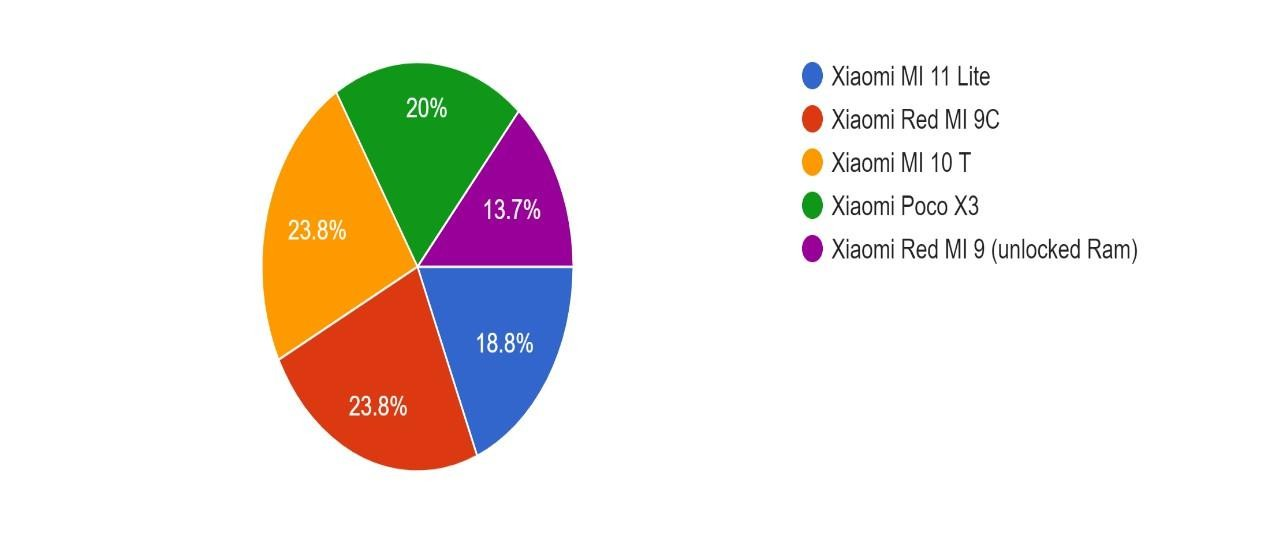 20%
13.7%
23.8%
18.8%
23.8%
Xiaomi MI 11 Lite
Xiaomi Red MI 9C
Xiaomi MI 10 T
Xiaomi Poco X3
Xiaomi Red MI 9 (unlocked Ram)